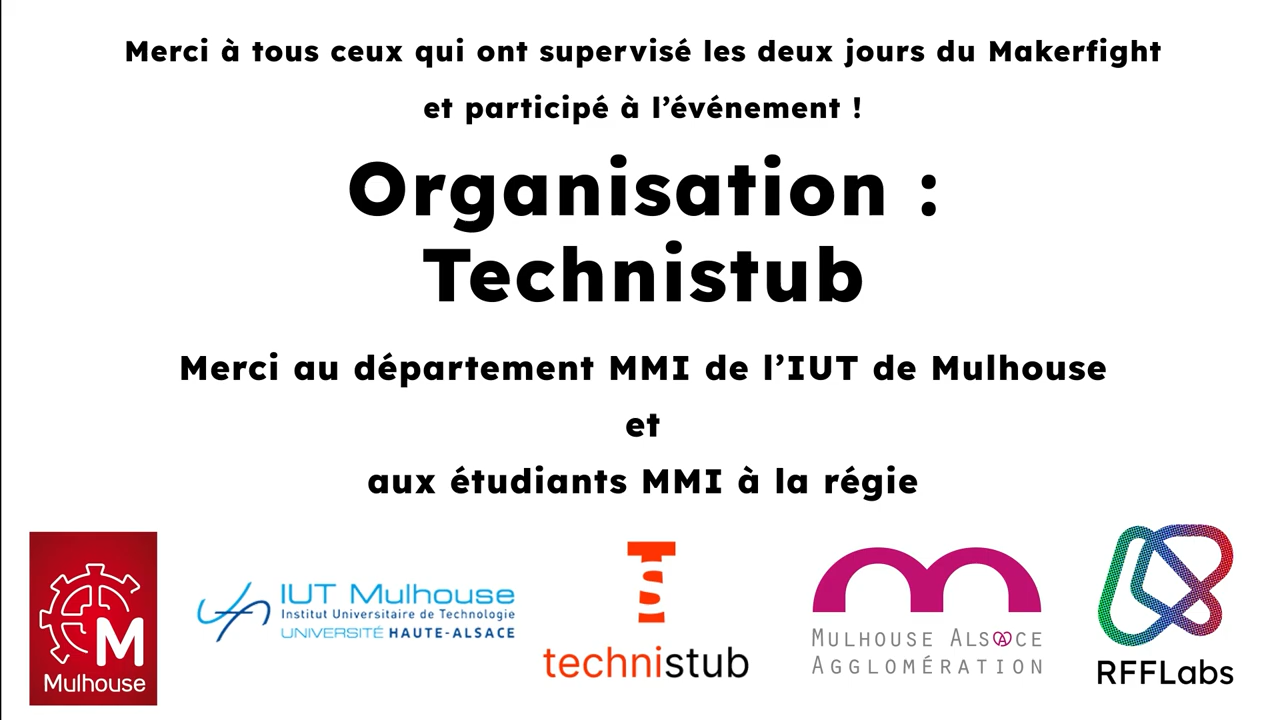 Merci à tous ceux qui ont supervisé les deux jours du Makerfight
et participé à l’événement !
Organisation :
Technistub
Merci au département MMI de l’IUT de Mulhouse
et
aux étudiants MMI à la régie
M
Mulhouse
IUT Mulhouse
Institut Universitaire de Technologie
UNIVERSITÉ HAUTE-ALSACE
TS
technistub
m
MULHOUSE ALSACE
AGGLOMÉRATION
RFFLabs